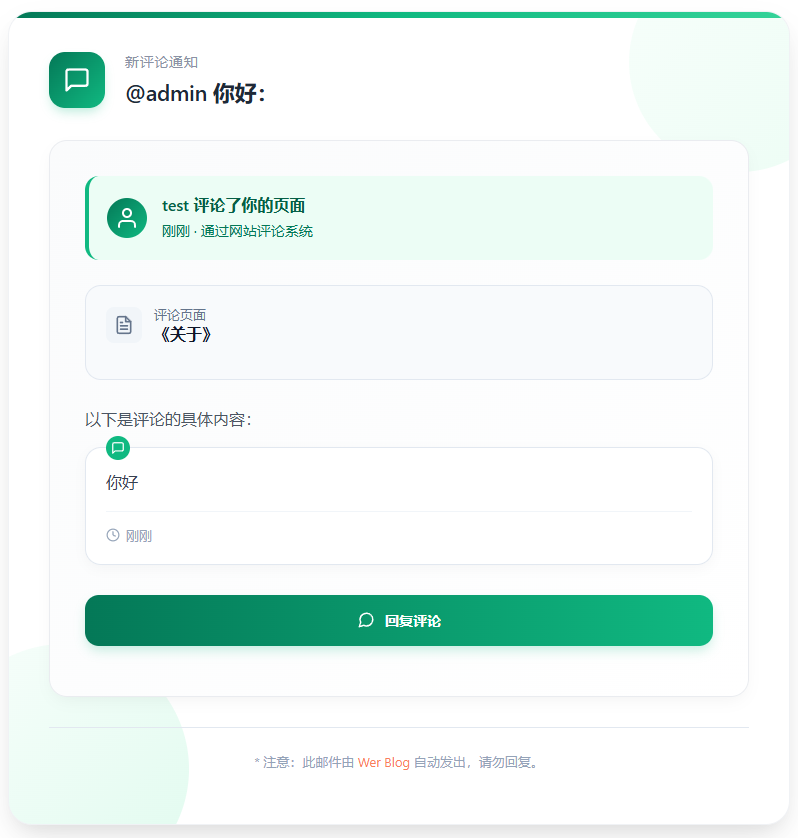 新评论通知
@admin 你好：
test 评论了你的页面
刚刚 · 通过网站评论系统
评论页面
《关于》
以下是评论的具体内容：
你好
刚刚
回复评论
* 注意：此邮件由 Wer Blog 自动发出，请勿回复。